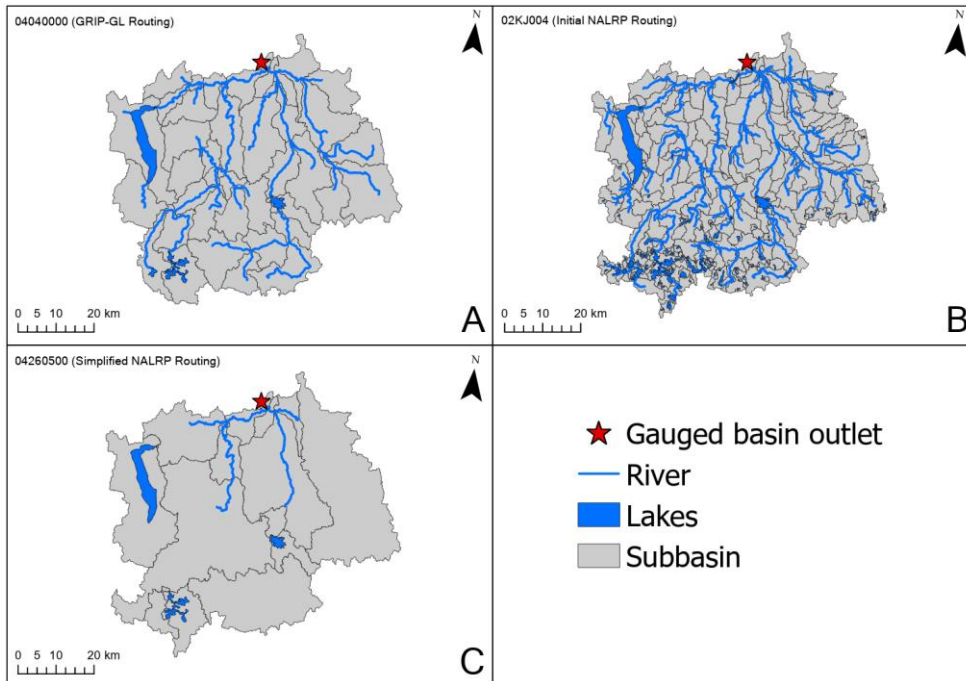 04040000 (GRIP-GL Routing)
N
0 5 10 20 km
A
02KJ004 (Initial NALRP Routing)
N
0 5 10 20 km
B
04260500 (Simplified NALRP Routing)
N
0 5 10 20 km
C
Gauged basin outlet
River
Lakes
Subbasin